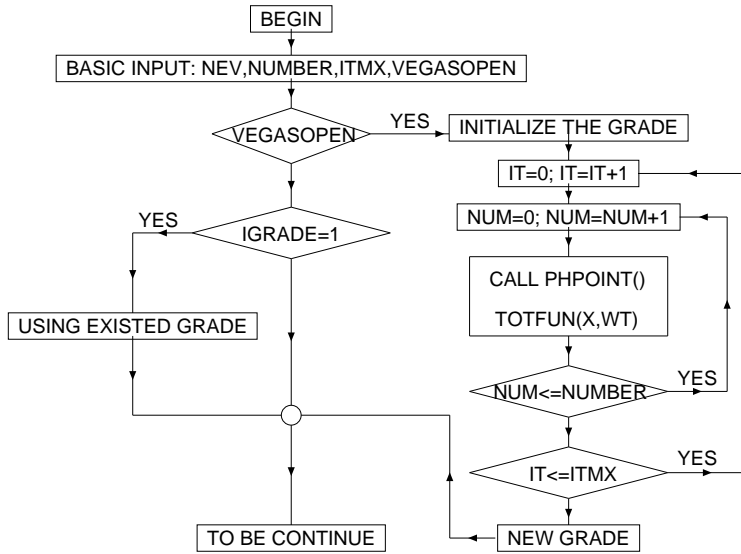 BEGIN
BASIC INPUT: NEV,NUMBER,ITMX,VEGASOPEN
VEGASOPEN
YES
INITIALIZE THE GRADE
IT=0; IT=IT+1
NUM=0; NUM=NUM+1
YES
IGRADE=1
CALL PHPOINT()
TOTFUN(X,WT)
USING EXISTED GRADE
NUM<=NUMBER
YES
IT<=ITMX
YES
TO BE CONTINUE
NEW GRADE